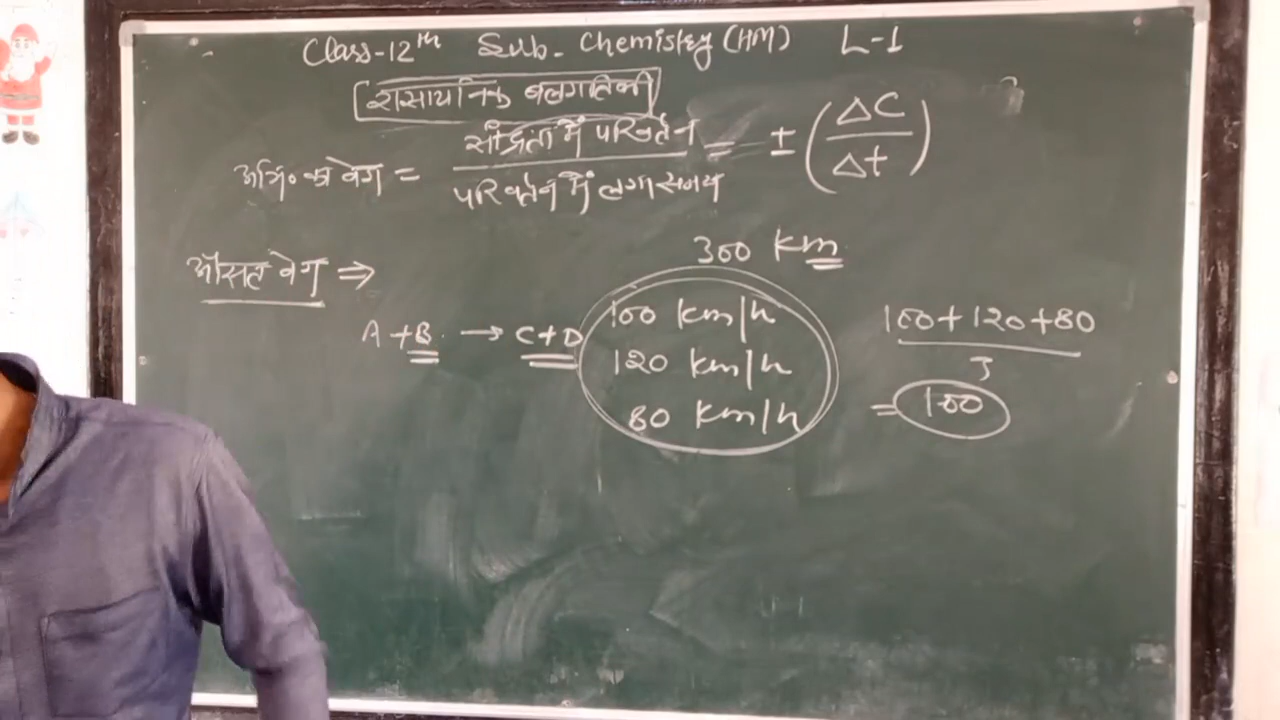 Class-12th Sub- Chemistry (HM) L-1
रासायनिक बलगतिकी
अभि० का वेग = सांद्रता में परिवर्तन / परिवर्तन में लगा समय = ± (ΔC / Δt)
औसत वेग ⇒
300 km
A + B → C+D
100 km/h
120 km/h
80 km/h
100+120+80 / 3
= 100